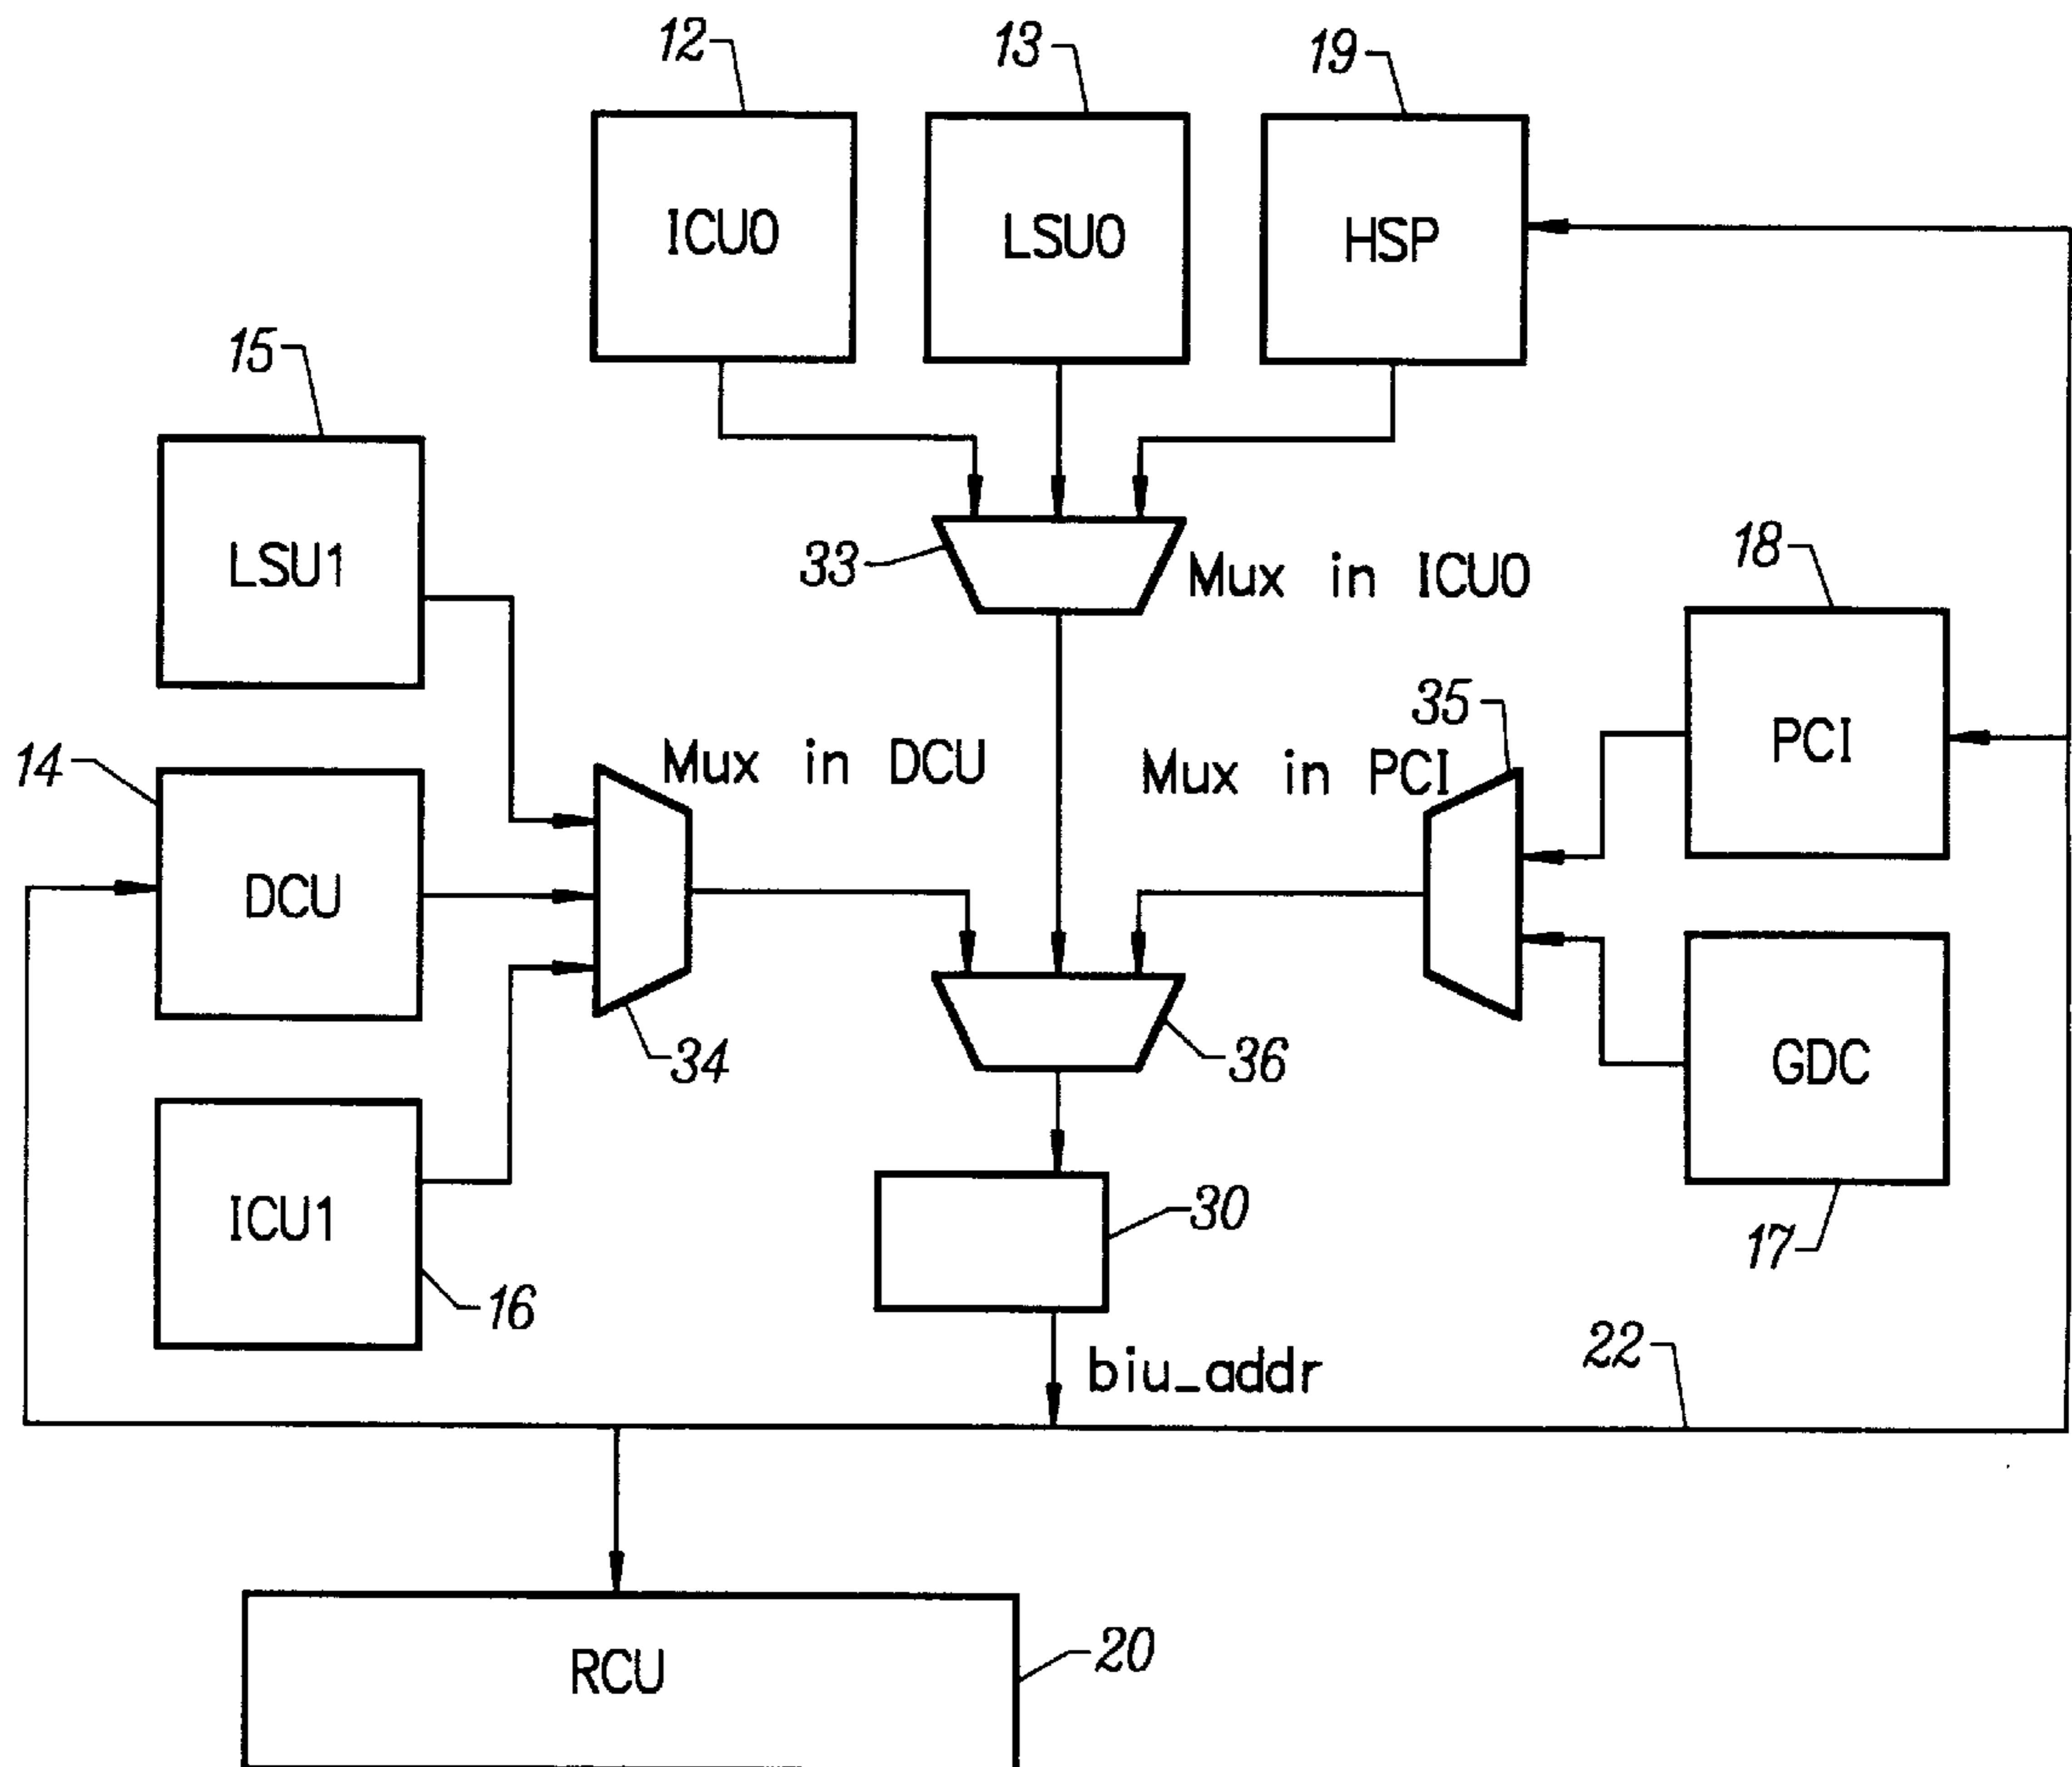 12
13
19
ICU0
LSU0
HSP
15
LSU1
33
Mux in ICU0
18
35
PCI
14
Mux in DCU
Mux in PCI
DCU
34
36
GDC
ICU1
30
17
16
biu_addr
22
RCU
20